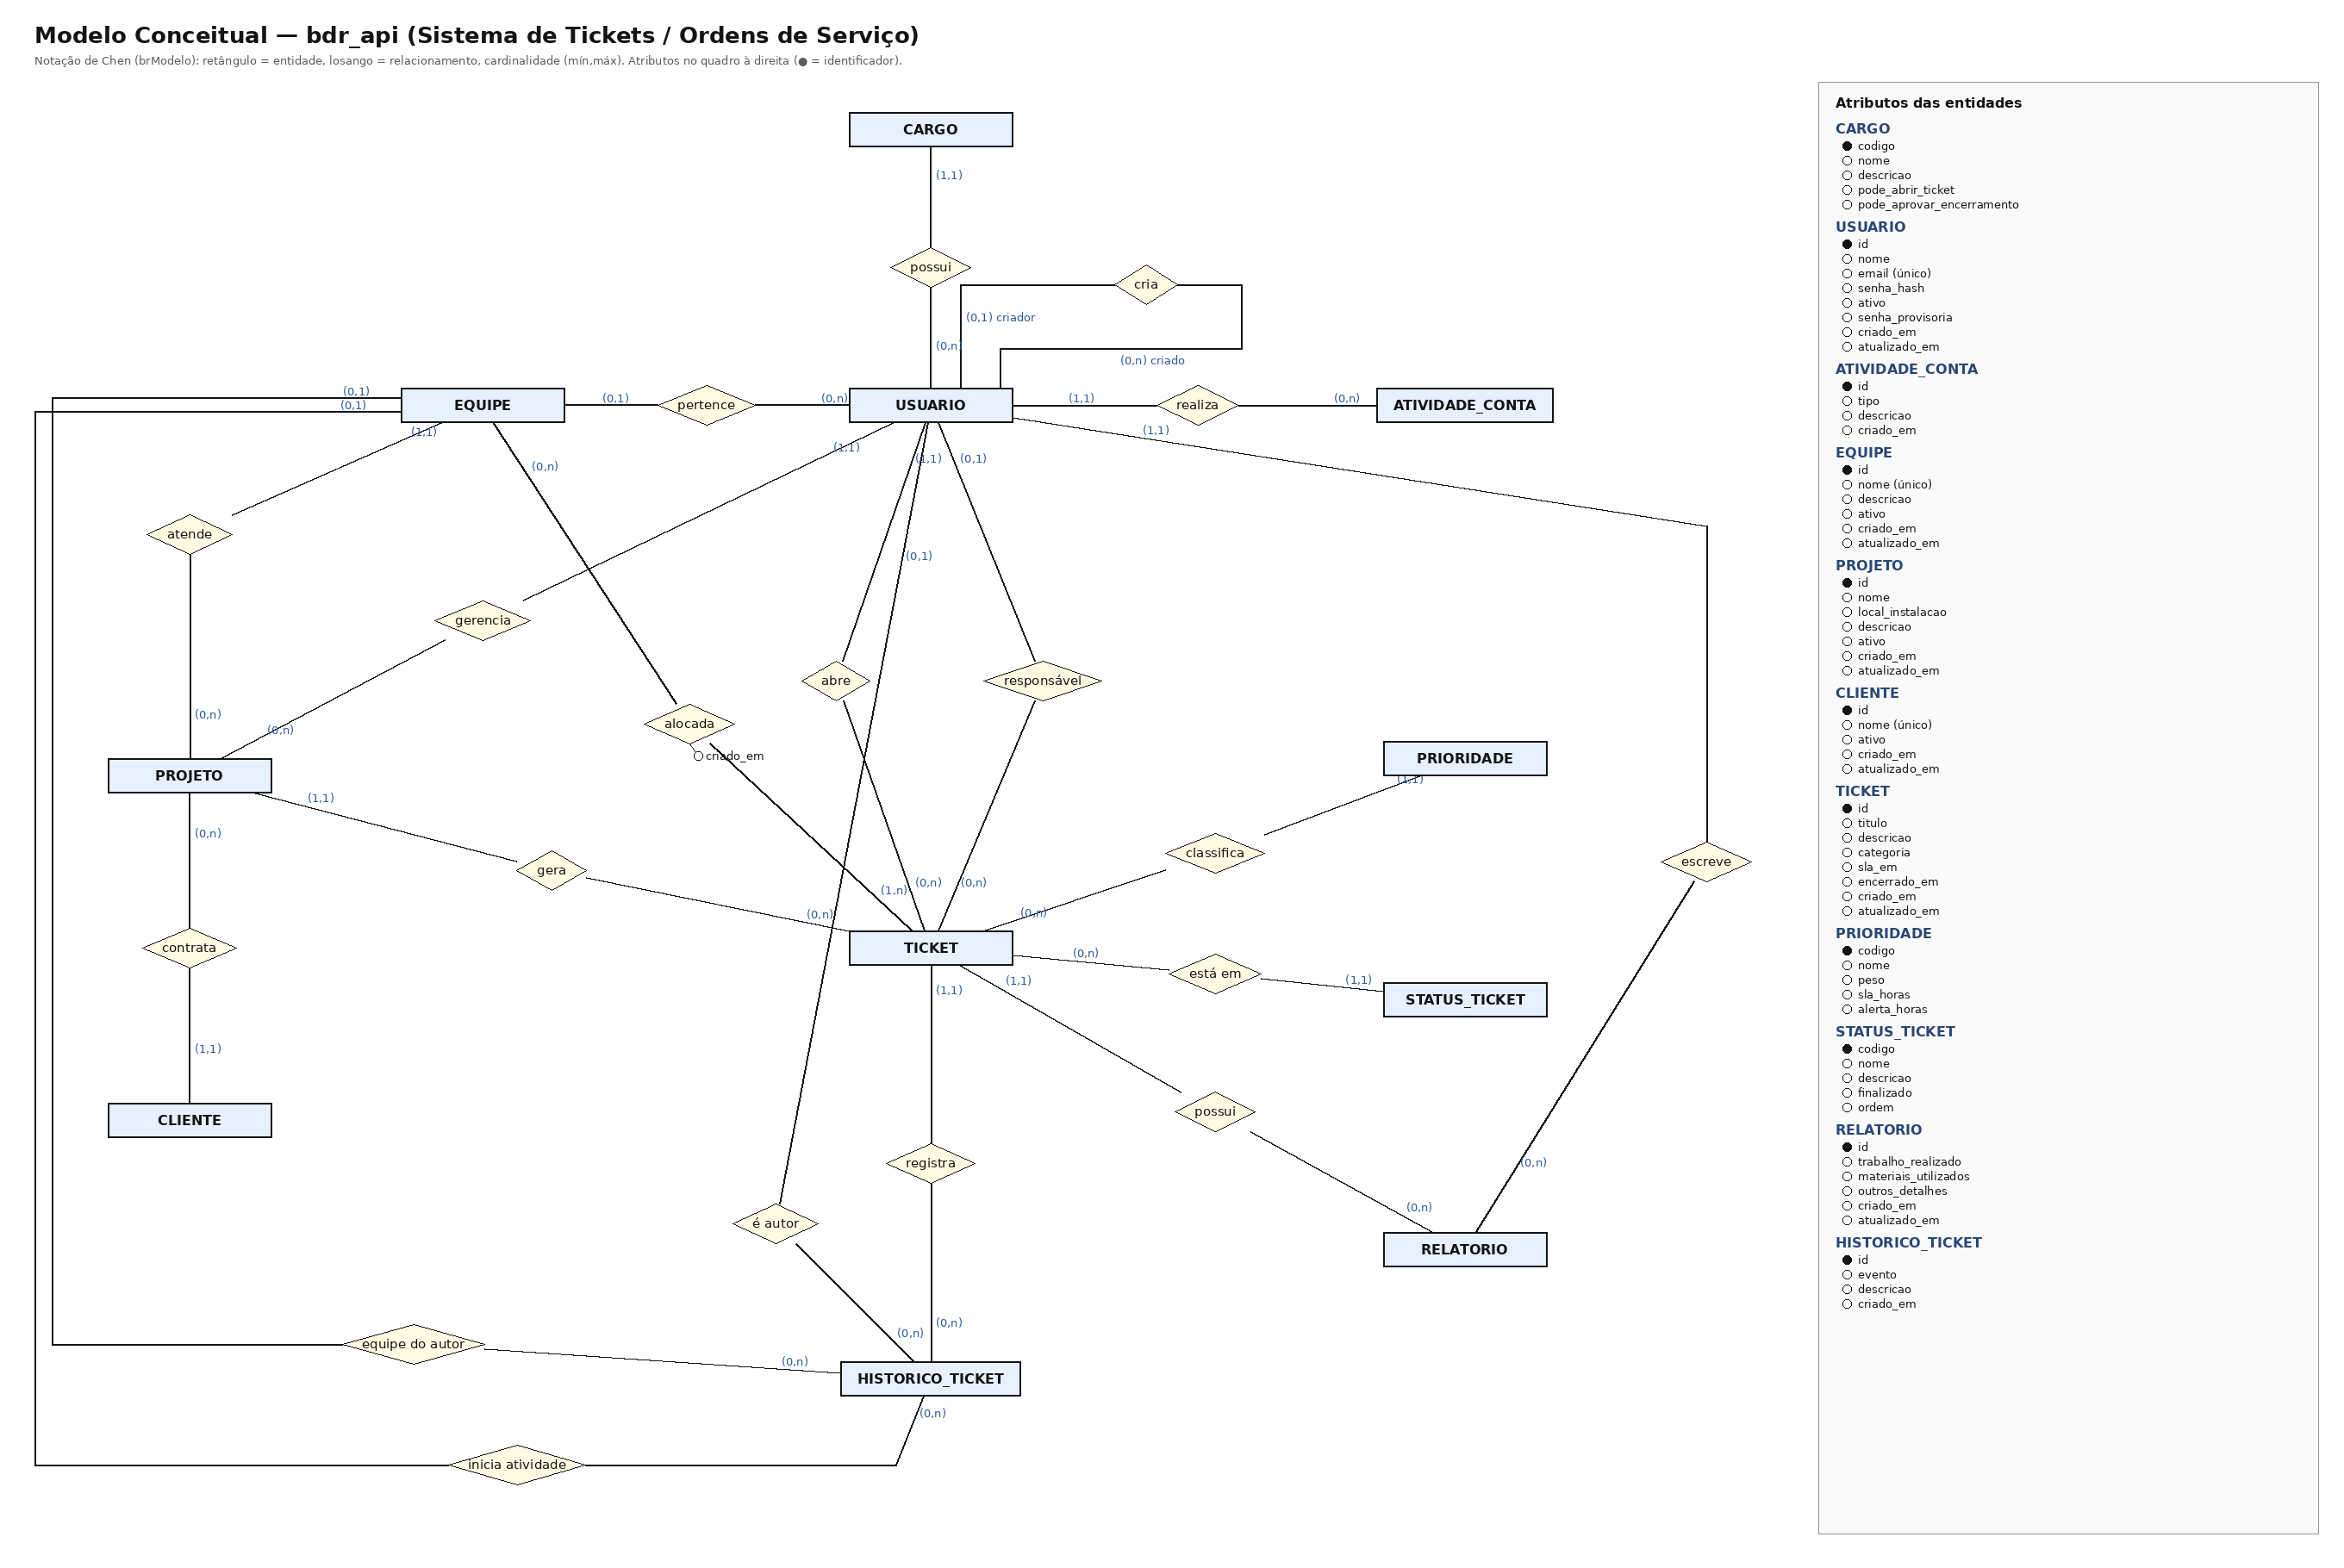 Modelo Conceitual — bdr_api (Sistema de Tickets / Ordens de Serviço)
Notação de Chen (brModelo): retângulo = entidade, losango = relacionamento, cardinalidade (mín,máx). Atributos no quadro à direita (● = identificador).
CARGO
(1,1)
possui
(0,n)
cria
(0,1) criador
(0,n) criado
(0,1)
(0,1)
EQUIPE
(0,1)
pertence
(0,n)
USUARIO
(1,1)
realiza
(0,n)
ATIVIDADE_CONTA
(1,1)
(0,n)
(1,1)
(1,1)
(0,1)
(1,1)
atende
(0,1)
gerencia
abre
responsável
(0,n)
(0,n)
alocada
criado_em
PROJETO
(1,1)
(0,n)
PRIORIDADE
(1,1)
classifica
escreve
gera
(1,n)
(0,n)
(0,n)
(0,n)
(0,n)
contrata
TICKET
(0,n)
está em
(1,1)
STATUS_TICKET
(1,1)
(1,1)
(1,1)
CLIENTE
possui
registra
(0,n)
(0,n)
é autor
RELATORIO
equipe do autor
(0,n)
(0,n)
(0,n)
HISTORICO_TICKET
(0,n)
inicia atividade
Atributos das entidades
CARGO
codigo
nome
descricao
pode_abrir_ticket
pode_aprovar_encerramento
USUARIO
id
nome
email (único)
senha_hash
ativo
senha_provisoria
criado_em
atualizado_em
ATIVIDADE_CONTA
id
tipo
descricao
criado_em
EQUIPE
id
nome (único)
descricao
ativo
criado_em
atualizado_em
PROJETO
id
nome
local_instalacao
descricao
ativo
criado_em
atualizado_em
CLIENTE
id
nome (único)
ativo
criado_em
atualizado_em
TICKET
id
titulo
descricao
categoria
sla_em
encerrado_em
criado_em
atualizado_em
PRIORIDADE
codigo
nome
peso
sla_horas
alerta_horas
STATUS_TICKET
codigo
nome
descricao
finalizado
ordem
RELATORIO
id
trabalho_realizado
materiais_utilizados
outros_detalhes
criado_em
atualizado_em
HISTORICO_TICKET
id
evento
descricao
criado_em